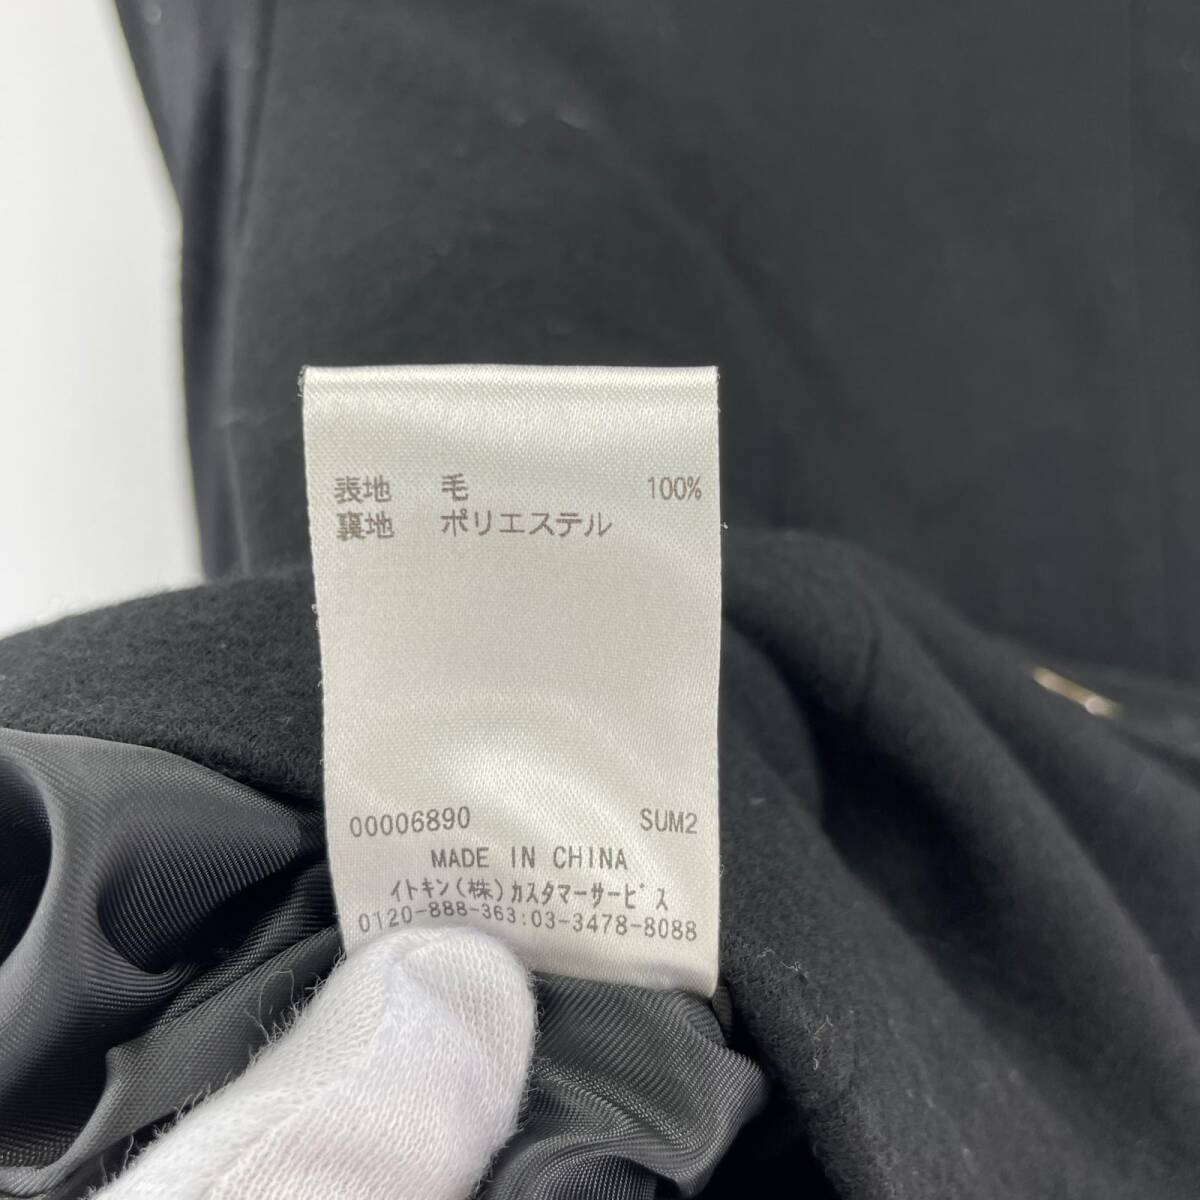 表地 毛 100%
裏地 ポリエステル
00006890 SUM2
MADE IN CHINA
イトキン(株)カスタマーサービス
0120-888-363:03-3478-8088